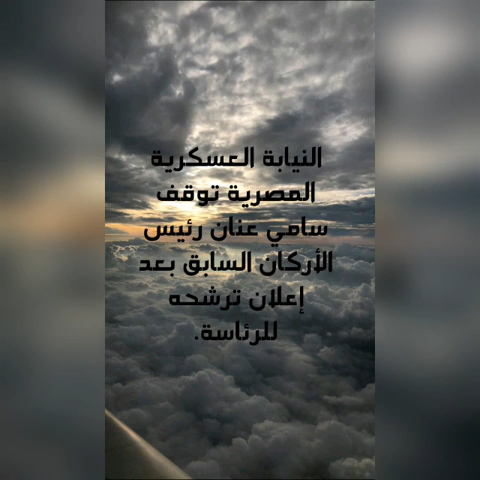 النيابة العسكرية
المصرية توقف
سامي عنان رئيس
الأركان السابق بعد
إعلان ترشحه
للرئاسة.